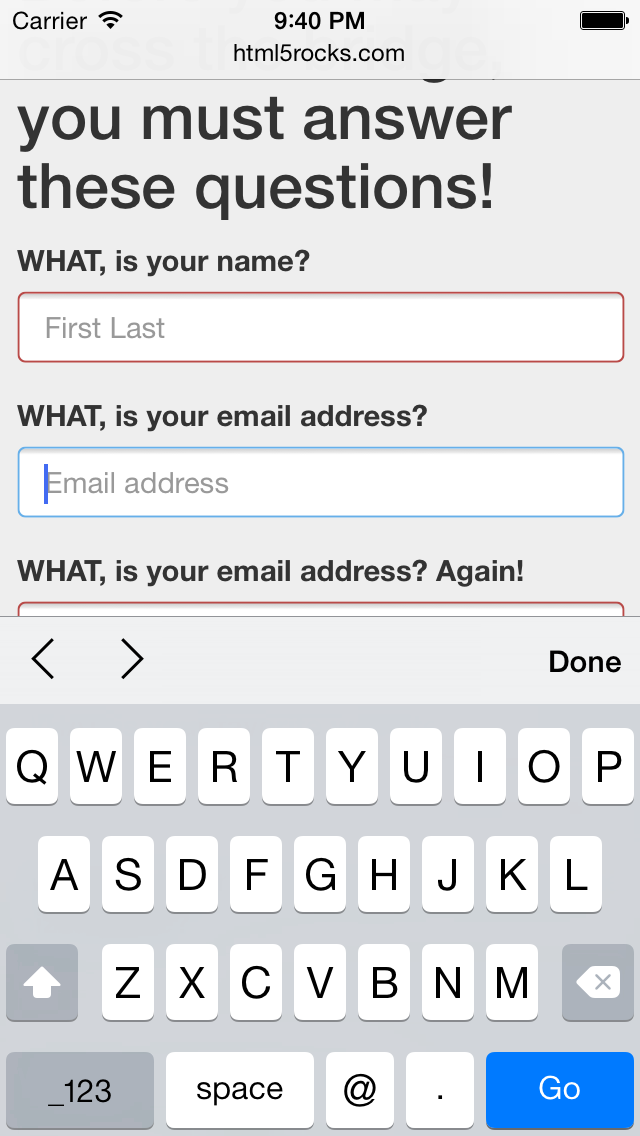 Carrier 9:40 PM
html5rocks.com
cross the bridge,
you must answer
these questions!
WHAT, is your name?
First Last
WHAT, is your email address?
Email address
WHAT, is your email address? Again!
Done
Q W E R T Y U I O P
A S D F G H J K L
Z X C V B N M
_123 space @ . Go